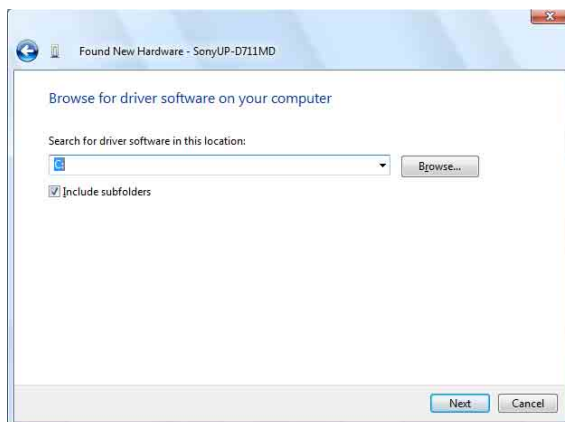 Found New Hardware - SonyUP-D711MD
Browse for driver software on your computer
Search for driver software in this location:
C:
Browse...
Include subfolders
Next
Cancel